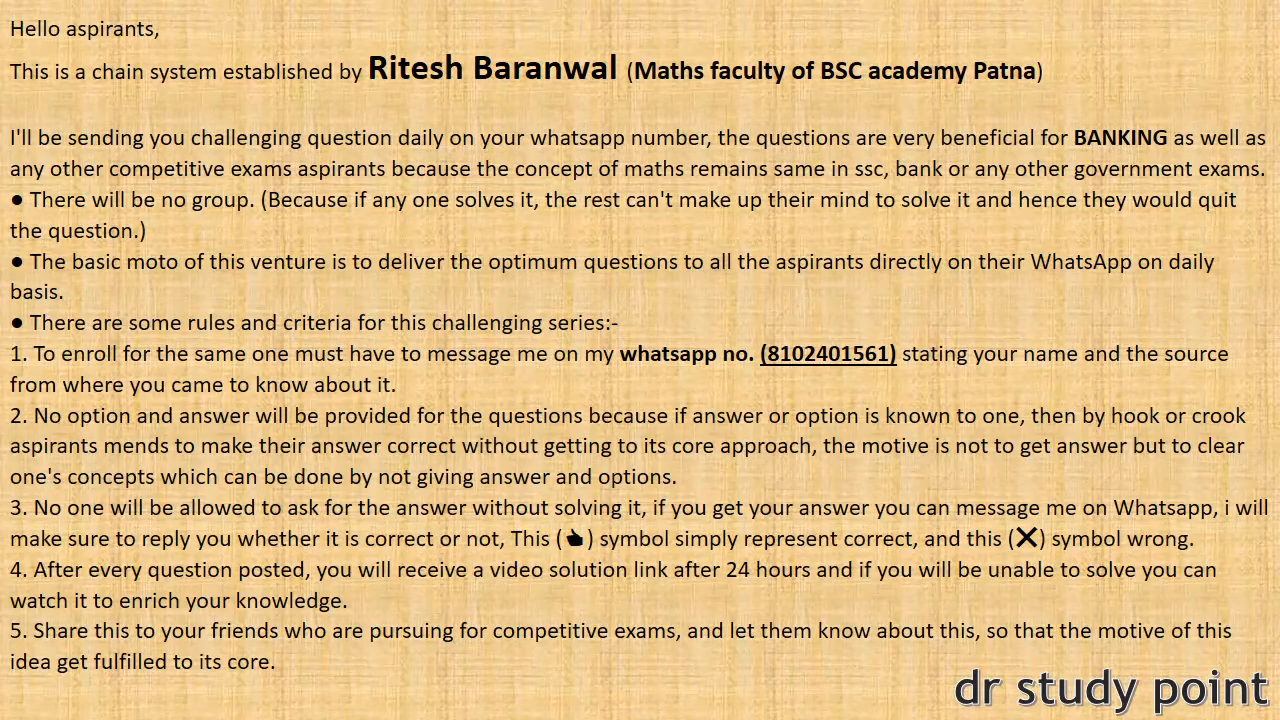 Hello aspirants,
This is a chain system established by Ritesh Baranwal (Maths faculty of BSC academy Patna)
I'll be sending you challenging question daily on your whatsapp number, the questions are very beneficial for BANKING as well as
any other competitive exams aspirants because the concept of maths remains same in ssc, bank or any other government exams.
● There will be no group. (Because if any one solves it, the rest can't make up their mind to solve it and hence they would quit
the question.)
● The basic moto of this venture is to deliver the optimum questions to all the aspirants directly on their WhatsApp on daily
basis.
● There are some rules and criteria for this challenging series:-
1. To enroll for the same one must have to message me on my whatsapp no. (8102401561) stating your name and the source
from where you came to know about it.
2. No option and answer will be provided for the questions because if answer or option is known to one, then by hook or crook
aspirants mends to make their answer correct without getting to its core approach, the motive is not to get answer but to clear
one's concepts which can be done by not giving answer and options.
3. No one will be allowed to ask for the answer without solving it, if you get your answer you can message me on Whatsapp, i will
make sure to reply you whether it is correct or not, This (👍) symbol simply represent correct, and this (❌) symbol wrong.
4. After every question posted, you will receive a video solution link after 24 hours and if you will be unable to solve you can
watch it to enrich your knowledge.
5. Share this to your friends who are pursuing for competitive exams, and let them know about this, so that the motive of this
idea get fulfilled to its core.
dr study point